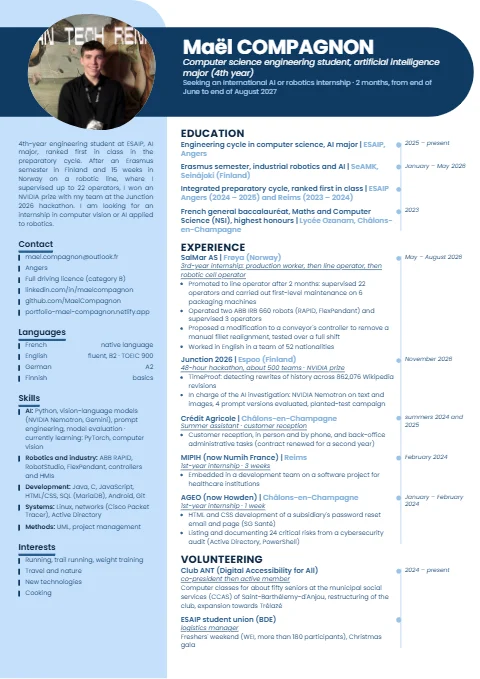 AN TECH REN
Maël COMPAGNON
Computer science engineering student, artificial intelligence
major (4th year)
Seeking an international AI or robotics internship · 2 months, from end of
June to end of August 2027
4th-year engineering student at ESAIP, AI
major, ranked first in class in the
preparatory cycle. After an Erasmus
semester in Finland and 15 weeks in
Norway on a robotic line, where I
supervised up to 22 operators, I won an
NVIDIA prize with my team at the Junction
2026 hackathon. I am looking for an
internship in computer vision or AI applied
to robots.
Contact
mael.compagnon@outlook.fr
Angers
Full driving licence (category B)
linkedin.com/in/maelcompagnon
github.com/MaelCompagnon
portfolio-mael-compagnon.netlify.app
Languages
French native language
English fluent, B2 · TOEIC 900
German A2
Finnish basics
Skills
AI: Python, vision-language models
(NVIDIA Nemotron, Gemini), prompt
engineering, model evaluation ·
currently learning: PyTorch, computer
vision
Robotics and industry: ABB RAPID,
RobotStudio, FlexPendant, controllers
and HMIs
Development: Java, C, JavaScript,
HTML/CSS, SQL (MariaDB), Android, Git
Systems: Linux, networks (Cisco Packet
Tracer), Active Directory
Methods: UML, project management
Interests
Running, trail running, weight training
Travel and nature
New technologies
Cooking
EDUCATION
Engineering cycle in computer science, AI major | ESAIP,
Angers
2025 – present
Erasmus semester, industrial robotics and AI | SeAMK,
Seinäjoki (Finland)
January – May 2026
Integrated preparatory cycle, ranked first in class | ESAIP
Angers (2024 – 2025) and Reims (2023 – 2024)
French general baccalauréat, Maths and Computer
Science (NSI), highest honours | Lycée Ozanam, Châlons-
en-Champagne
2023
EXPERIENCE
SalMar AS | Frøya (Norway)
May – August 2026
3rd-year internship: production worker, then line operator, then
robotic cell operator
Promoted to line operator after 2 months: supervised 22
operators and carried out first-level maintenance on 6
packaging machines
Operated two ABB IRB 660 robots (RAPID, FlexPendant) and
supervised 3 operators
Proposed a modification to a conveyor's controller to remove a
manual filet realignment, tested over a full shift
Worked in English in a team of 52 nationalities
Junction 2026 | Espoo (Finland)
November 2026
48-hour hackathon, about 500 teams · NVIDIA prize
TimeProof: detecting rewrites of history across 862,076 Wikipedia
revisions
In charge of the AI investigation: NVIDIA Nemotron on text and
images, 4 prompt versions evaluated, planted-test campaign
Crédit Agricole | Châlons-en-Champagne
summers 2024 and
2025
Summer assistant · customer reception
Customer reception, in person and by phone, and back-office
administrative tasks (contract renewed for a second year)
MIPIH (now Numih France) | Reims
February 2024
1st-year internship · 3 weeks
Embedded in a development team on a software project for
healthcare institutions
AGEO (now Howden) | Châlons-en-Champagne
January – February
2024
1st-year internship · 1 week
HTML and CSS development of a subsidiary's password reset
email and page (SG Santé)
Listing and documenting 24 critical risks from a cybersecurity
audit (Active Directory, PowerShell)
VOLUNTEERING
Club ANT (Digital Accessibility for All)
2024 – present
co-president then active member
Computer classes for about fifty seniors at the municipal social
services (CCAS) of Saint-Barthélemy-d'Anjou, restructuring of the
club, expansion towards Trélazé
ESAIP student union (BDE)
logistics manager
Freshers' weekend (WEI, more than 180 participants), Christmas
gala